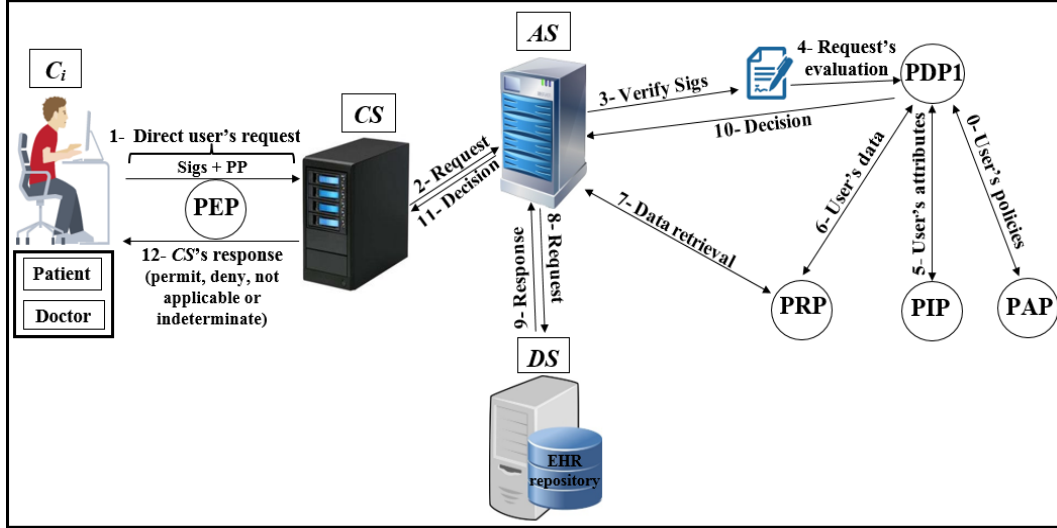 AS
C_i
CS
1- Direct user's request
Sigs + PP
PEP
12- CS's response
(permit, deny, not
applicable or
indeterminate)
Patient
Doctor
2- Request
11- Decision
3- Verify Sigs
4- Request's
evaluation
PDP1
10- Decision
7- Data retrieval
6- User's data
5- User's attributes
0- User's policies
PRP
PIP
PAP
9- Response
8- Request
DS
EHR
repository